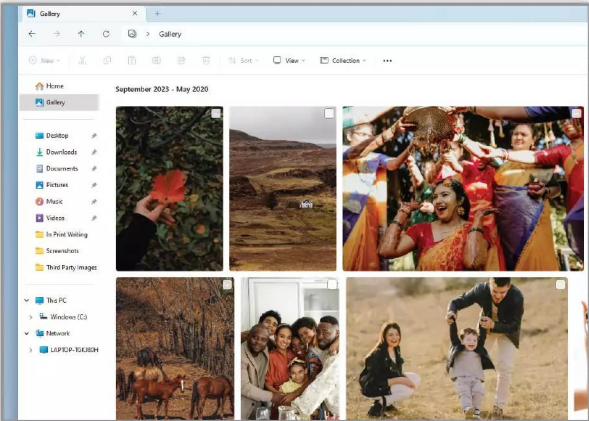 Gallery
Gallery
New
Sort
View
Collection
Home
Gallery
September 2023 - May 2020
Desktop
Downloads
Documents
Pictures
Music
Videos
In Print Writing
Screenshots
Third Party Images
This PC
Windows (C:)
Network